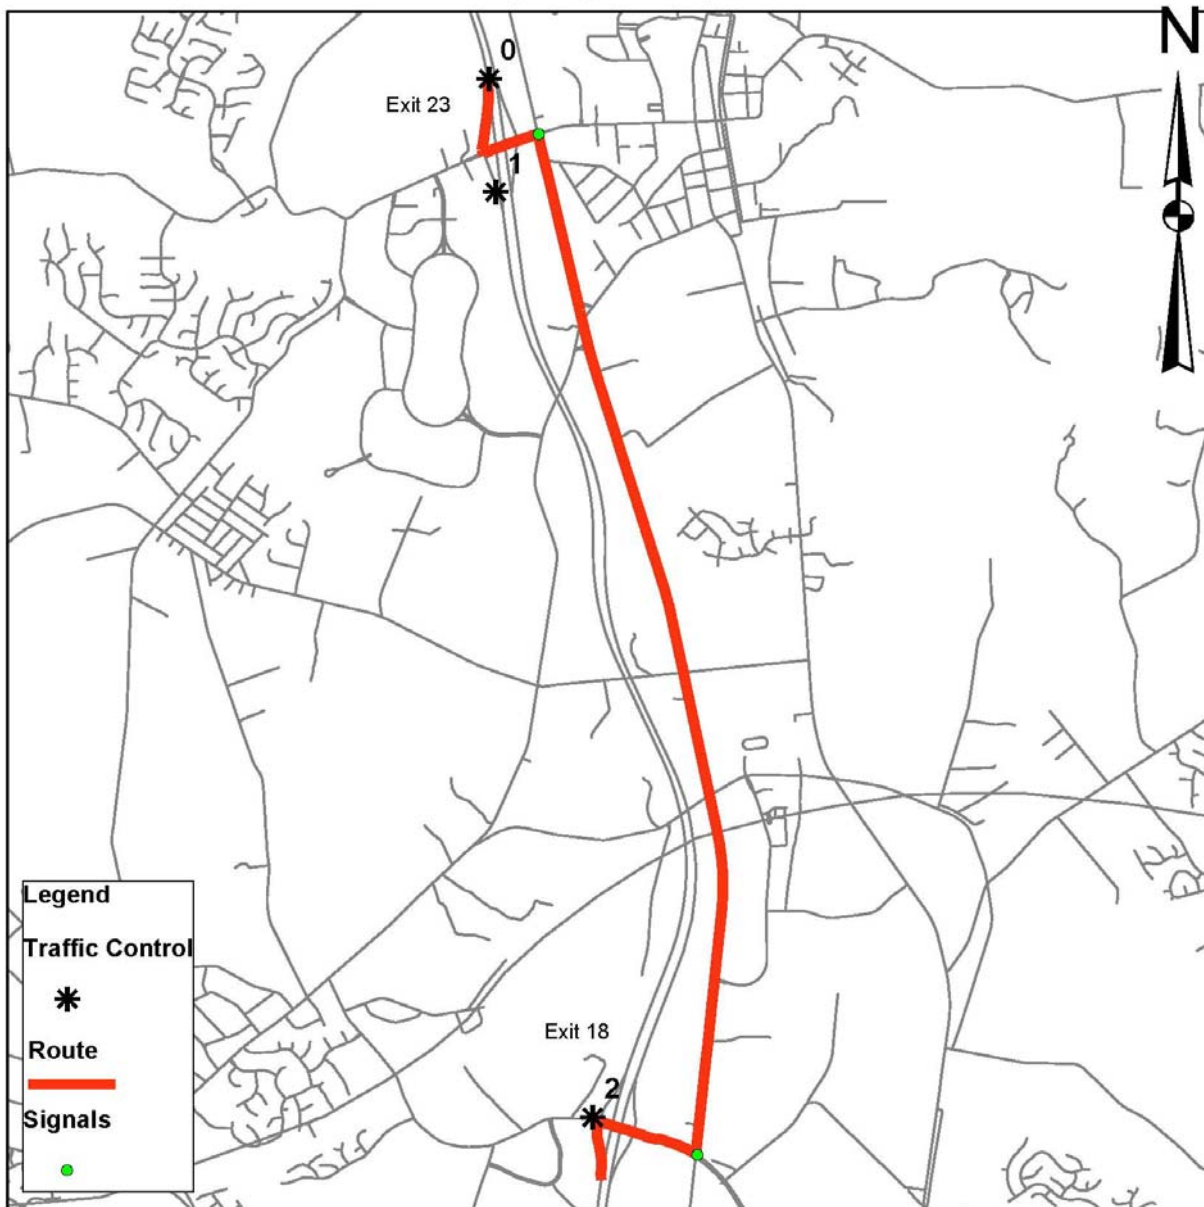 N
0
Exit 23
1
Exit 18
2
Legend
Traffic Control
Route
Signals